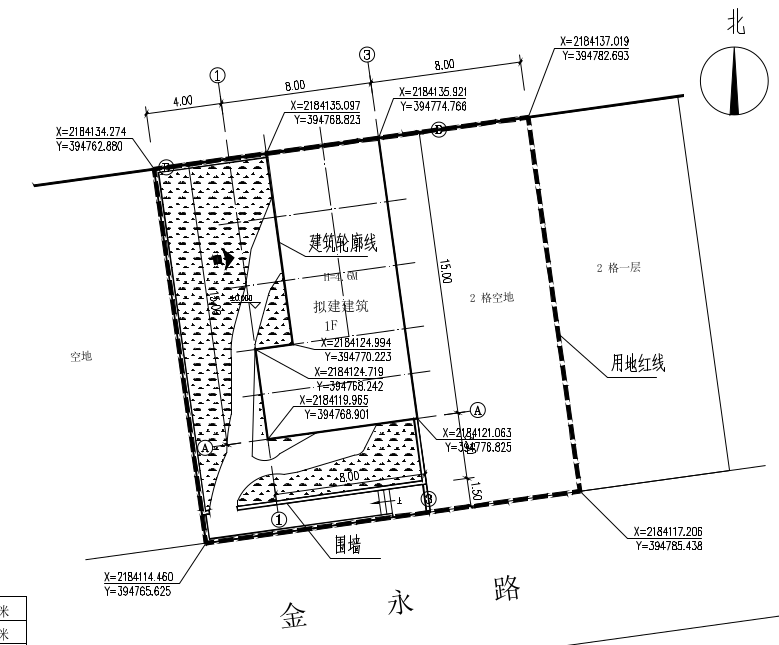 北
X=2184137.019
Y=394782.693
③
8.00
①
8.00
4.00
X=2184135.921
Y=394774.766
X=2184135.097
Y=394768.823
X=2184134.274
Y=394762.880
D
建筑轮廓线
15.00
2 格一层
H=4.6M
2 格空地
±0.000
拟建建筑
1F
X=2184124.994
Y=394770.223
空地
用地红线
X=2184124.719
Y=394768.242
X=2184119.965
Y=394768.901
A
X=2184121.063
Y=394776.825
A
8.00
1.50
①
③
围墙
X=2184117.206
Y=394785.438
X=2184114.460
Y=394765.625
金永路
米
米